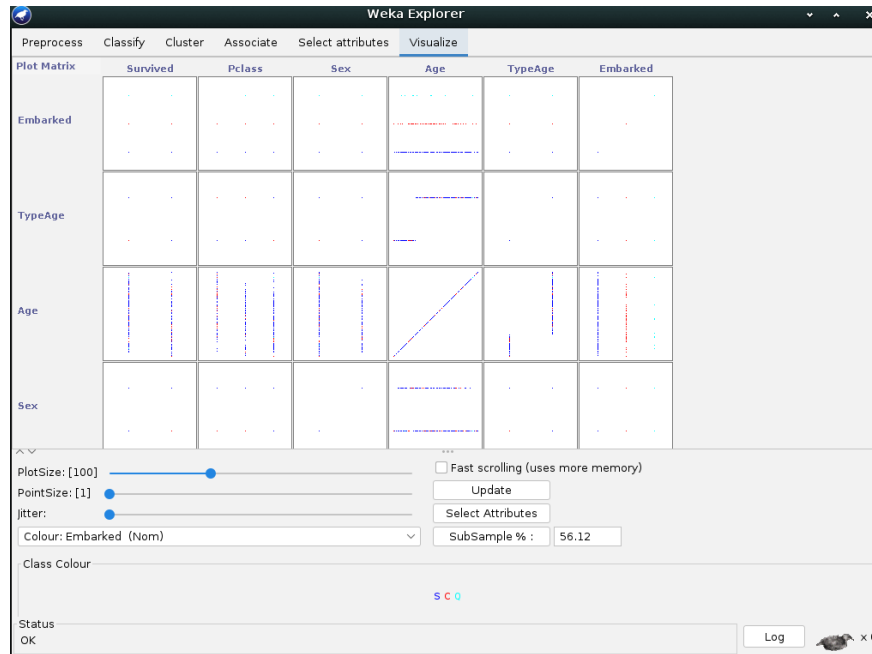 Weka Explorer
Preprocess Classify Cluster Associate Select attributes Visualize
Plot Matrix Survived Pclass Sex Age TypeAge Embarked
Embarked
TypeAge
Age
Sex
PlotSize: [100]
Fast scrolling (uses more memory)
PointSize: [1]
Update
Jitter:
Select Attributes
Colour: Embarked (Nom)
SubSample % : 56.12
Class Colour
S C Q
Status
OK
Log
x